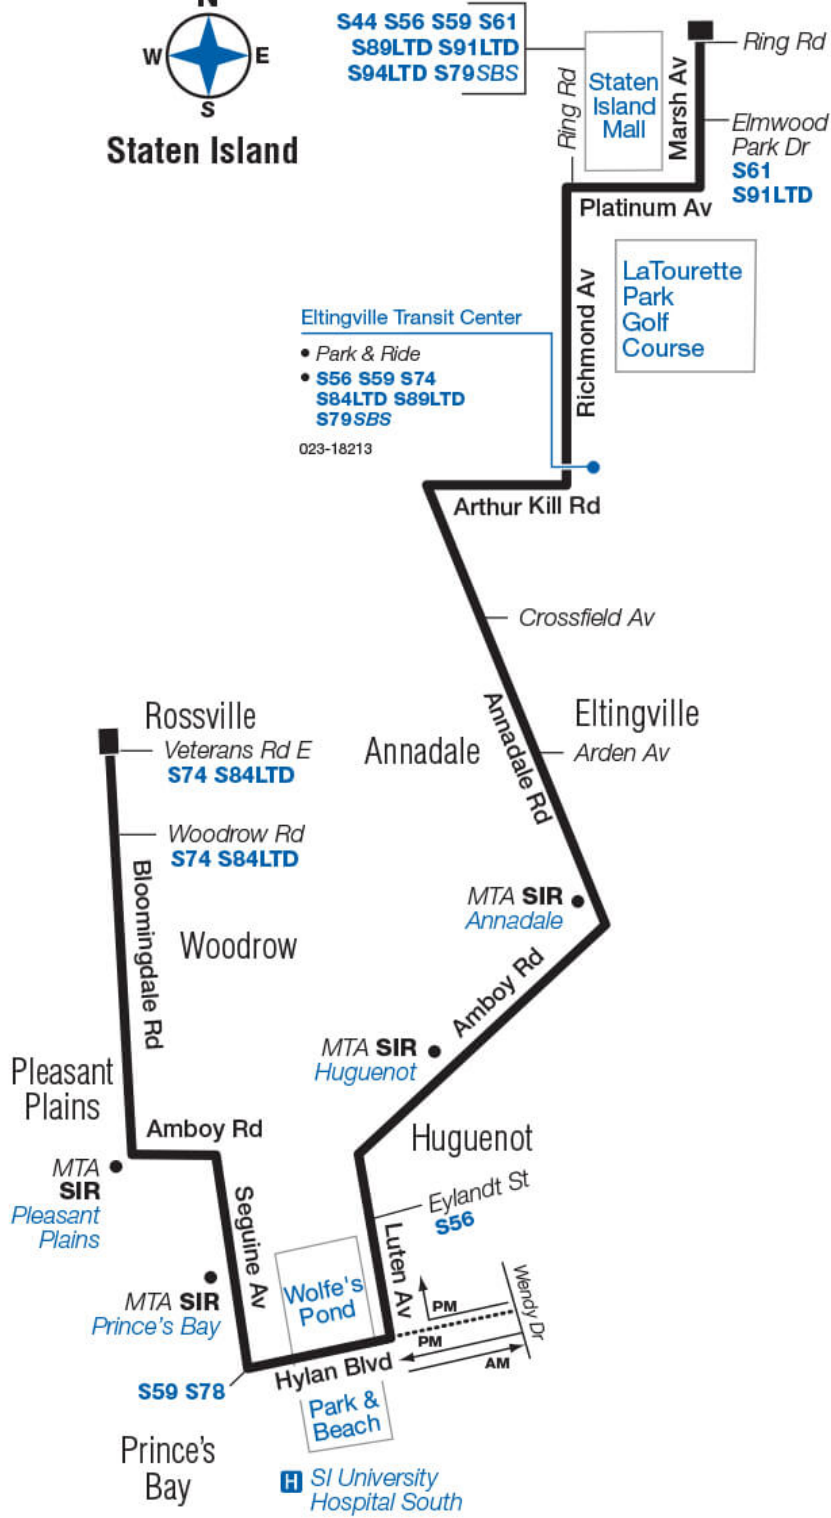 N
W
E
S
Staten Island
S44 S56 S59 S61
S89LTD S91LTD
S94LTD S79SBS
Ring Rd
Staten
Island
Mall
Marsh Av
Ring Rd
Elmwood
Park Dr
S61
S91LTD
Platinum Av
Richmond Av
LaTourette
Park
Golf
Course
Eltingville Transit Center
• Park & Ride
• S56 S59 S74
S84LTD S89LTD
S79SBS
023-18213
Arthur Kill Rd
Crossfield Av
Annadale Rd
Eltingville
Arden Av
Annadale
Rossville
Veterans Rd E
S74 S84LTD
Woodrow Rd
S74 S84LTD
Bloomingdale Rd
Woodrow
MTA SIR
Annadale
Amboy Rd
MTA SIR
Huguenot
Pleasant
Plains
Amboy Rd
Huguenot
MTA
SIR
Pleasant
Plains
Seguine Av
Eylandt St
S56
Luten Av
Wolfe's
Pond
MTA SIR
Prince's Bay
Wendy Dr
PM
PM
AM
Hylan Blvd
S59 S78
Park &
Beach
Prince's
Bay
H SI University
Hospital South